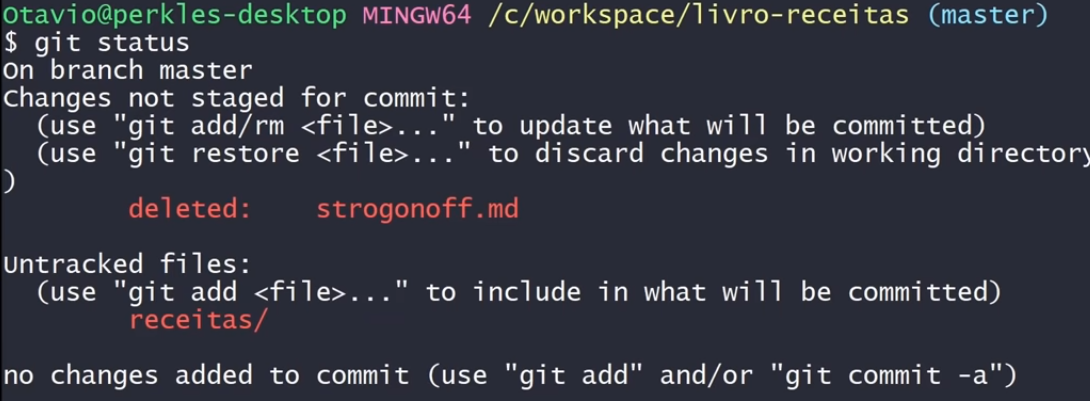 Otavio@perkles-desktop MINGW64 /c/workspace/livro-receitas (master)
$ git status
On branch master
Changes not staged for commit:
  (use "git add/rm <file>..." to update what will be committed)
  (use "git restore <file>..." to discard changes in working directory
)
        deleted:    strogonoff.md

Untracked files:
  (use "git add <file>..." to include in what will be committed)
        receitas/

no changes added to commit (use "git add" and/or "git commit -a")